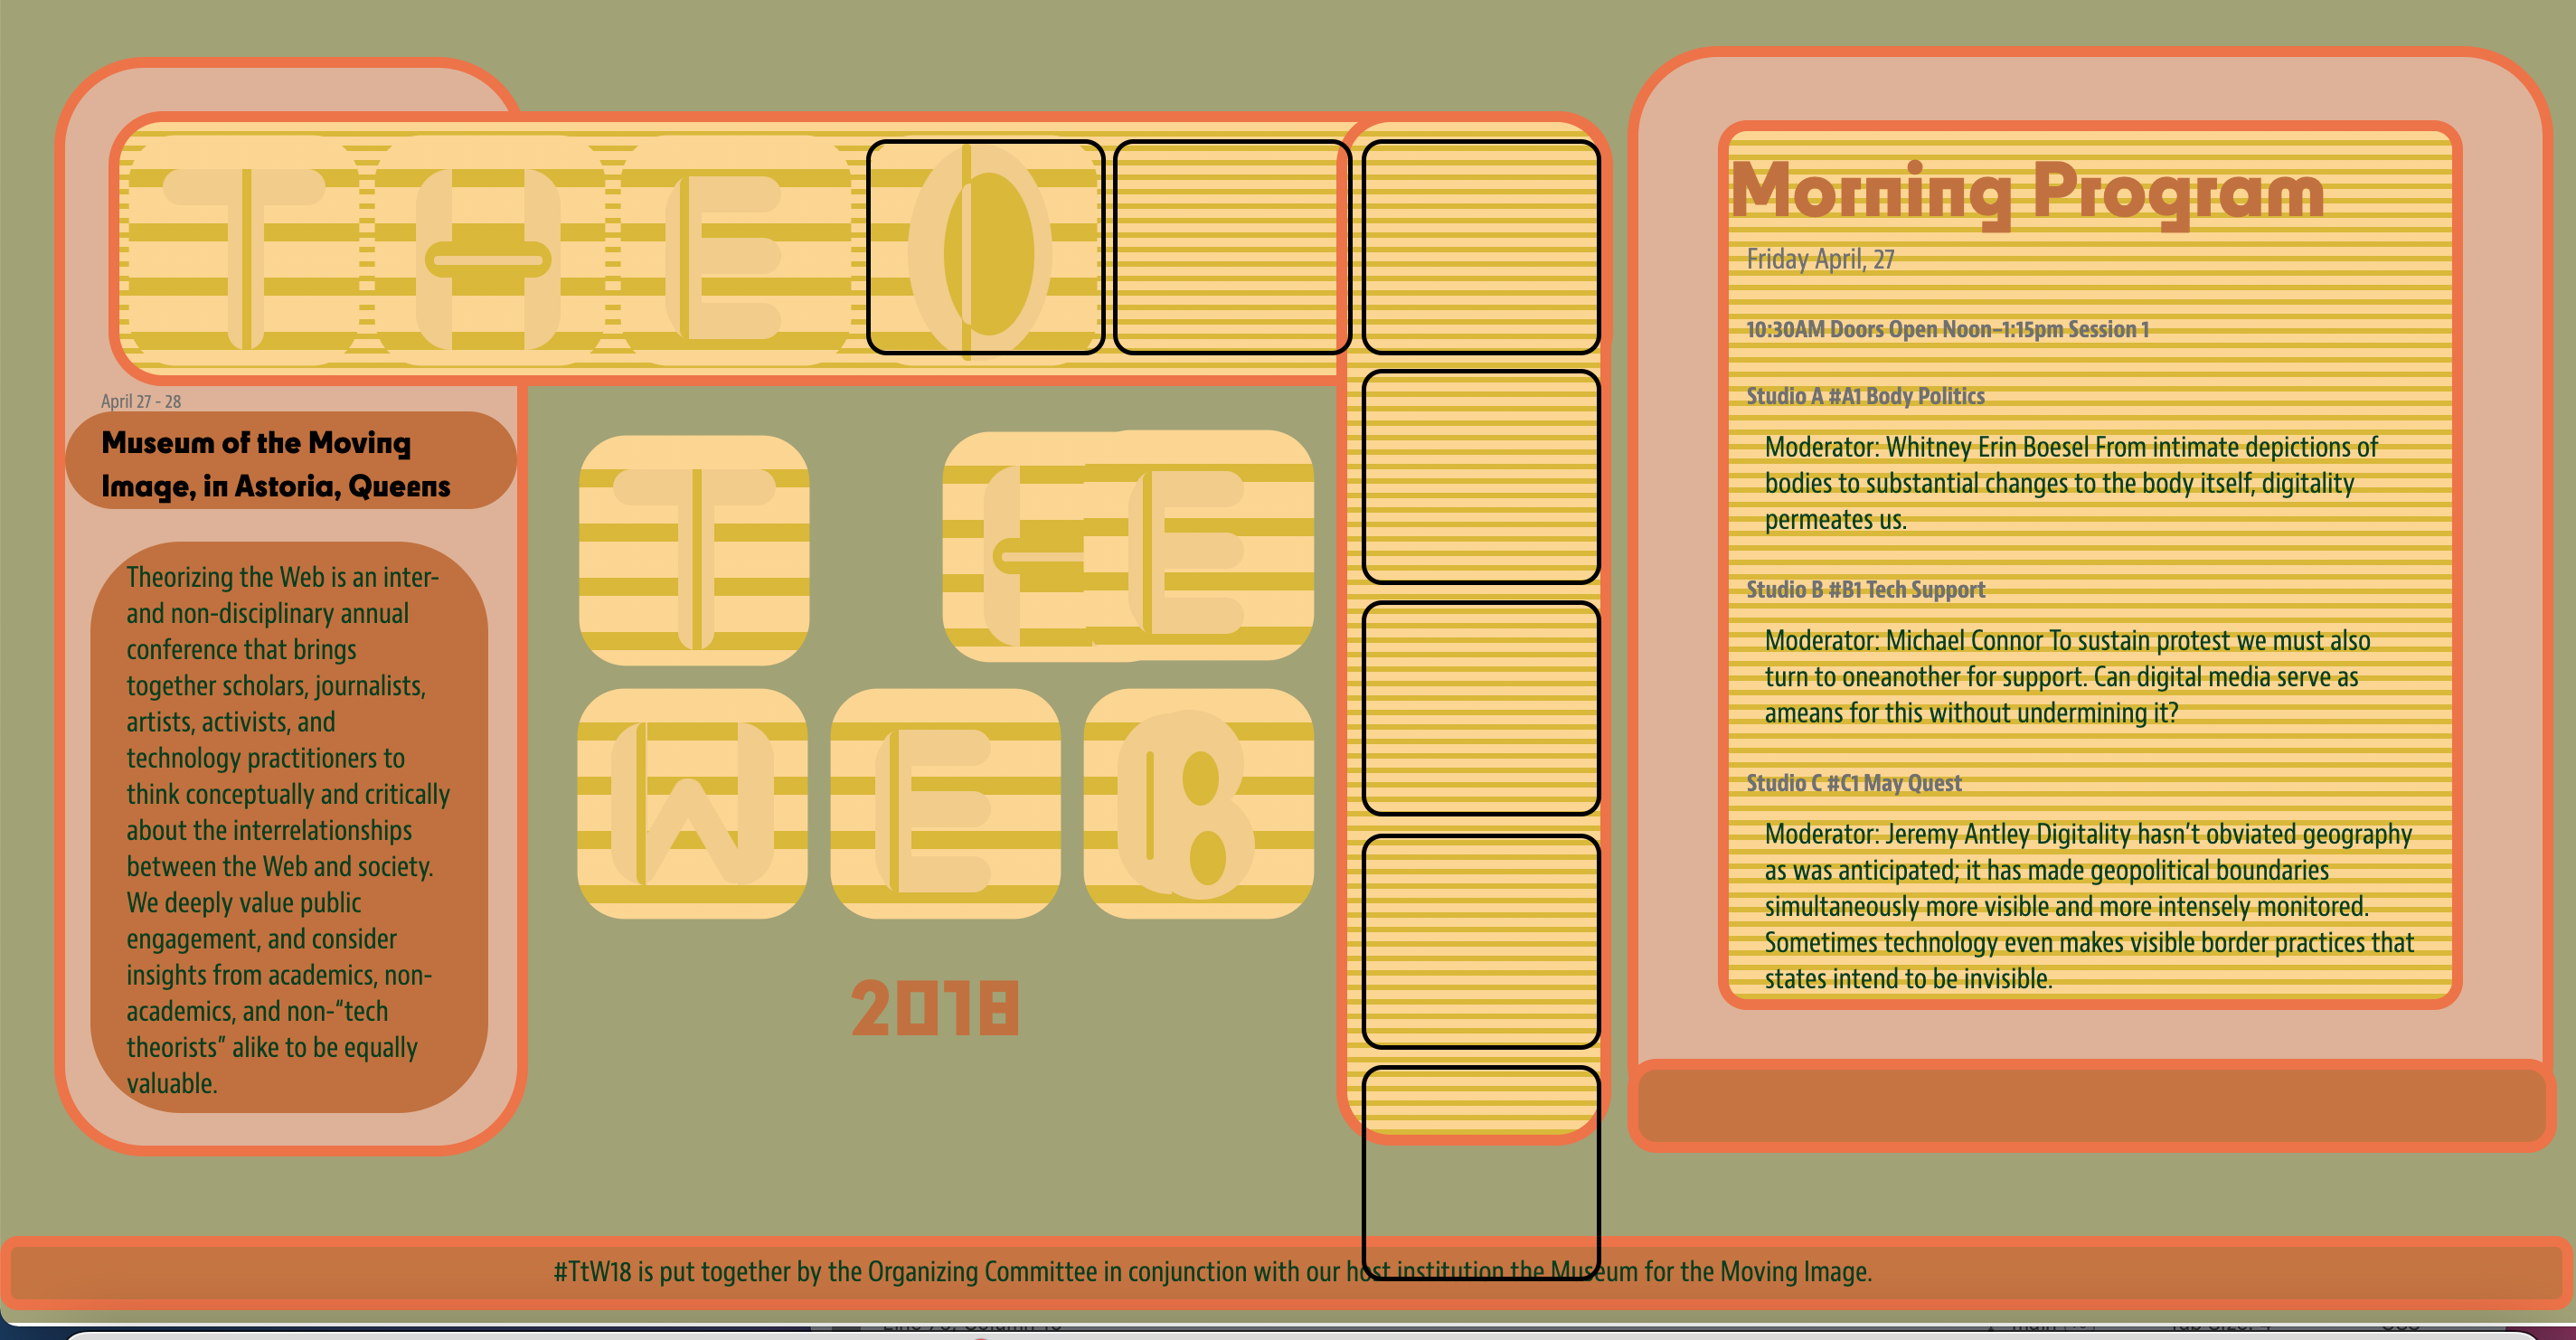 T H E O
April 27 - 28
Museum of the Moving
Image, in Astoria, Queens
Theorizing the Web is an inter-
and non-disciplinary annual
conference that brings
together scholars, journalists,
artists, activists, and
technology practitioners to
think conceptually and critically
about the interrelationships
between the Web and society.
We deeply value public
engagement, and consider
insights from academics, non-
academics, and non-“tech
theorists” alike to be equally
valuable.
T H E
W E B
2018
Morning Program
Friday April, 27
10:30AM Doors Open Noon–1:15pm Session 1
Studio A #A1 Body Politics
Moderator: Whitney Erin Boesel From intimate depictions of
bodies to substantial changes to the body itself, digitality
permeates us.
Studio B #B1 Tech Support
Moderator: Michael Connor To sustain protest we must also
turn to oneanother for support. Can digital media serve as
ameans for this without undermining it?
Studio C #C1 May Quest
Moderator: Jeremy Antley Digitality hasn’t obviated geography
as was anticipated; it has made geopolitical boundaries
simultaneously more visible and more intensely monitored.
Sometimes technology even makes visible border practices that
states intend to be invisible.
#TtW18 is put together by the Organizing Committee in conjunction with our host institution the Museum for the Moving Image.